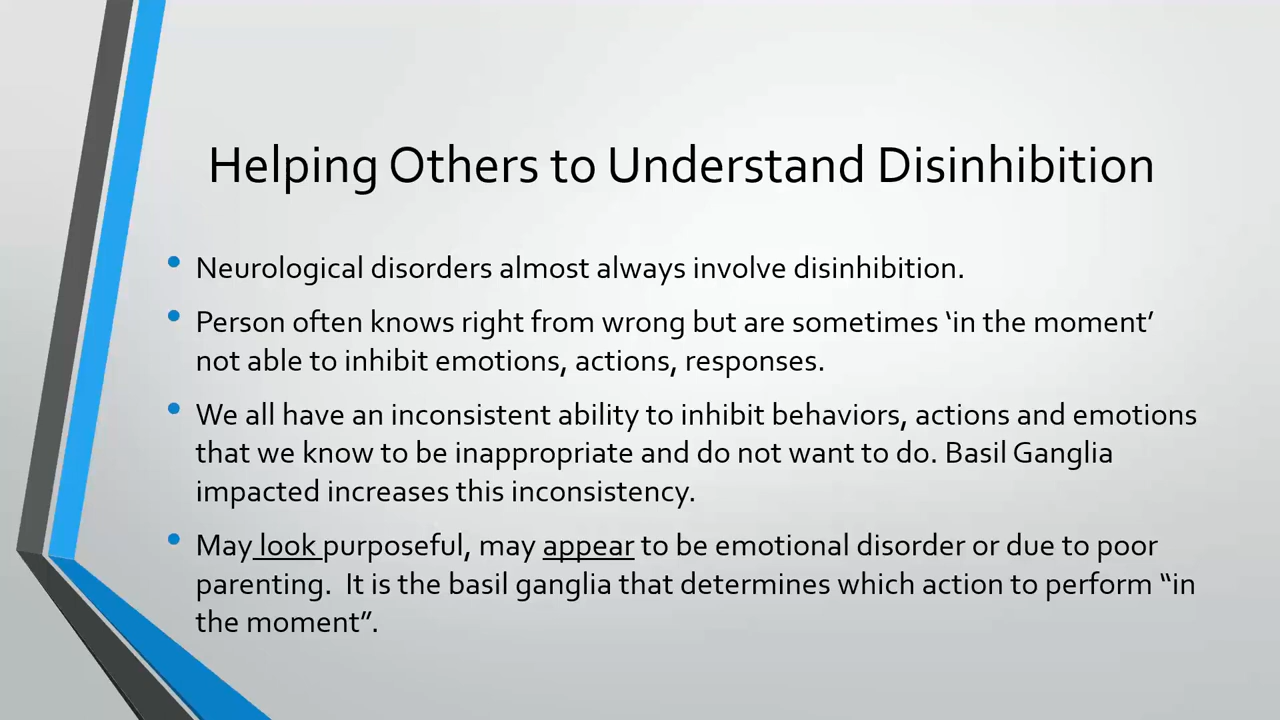 Helping Others to Understand Disinhibition
• Neurological disorders almost always involve disinhibition.
• Person often knows right from wrong but are sometimes ‘in the moment’
not able to inhibit emotions, actions, responses.
• We all have an inconsistent ability to inhibit behaviors, actions and emotions
that we know to be inappropriate and do not want to do. Basil Ganglia
impacted increases this inconsistency.
• May look purposeful, may appear to be emotional disorder or due to poor
parenting.  It is the basil ganglia that determines which action to perform “in
the moment”.